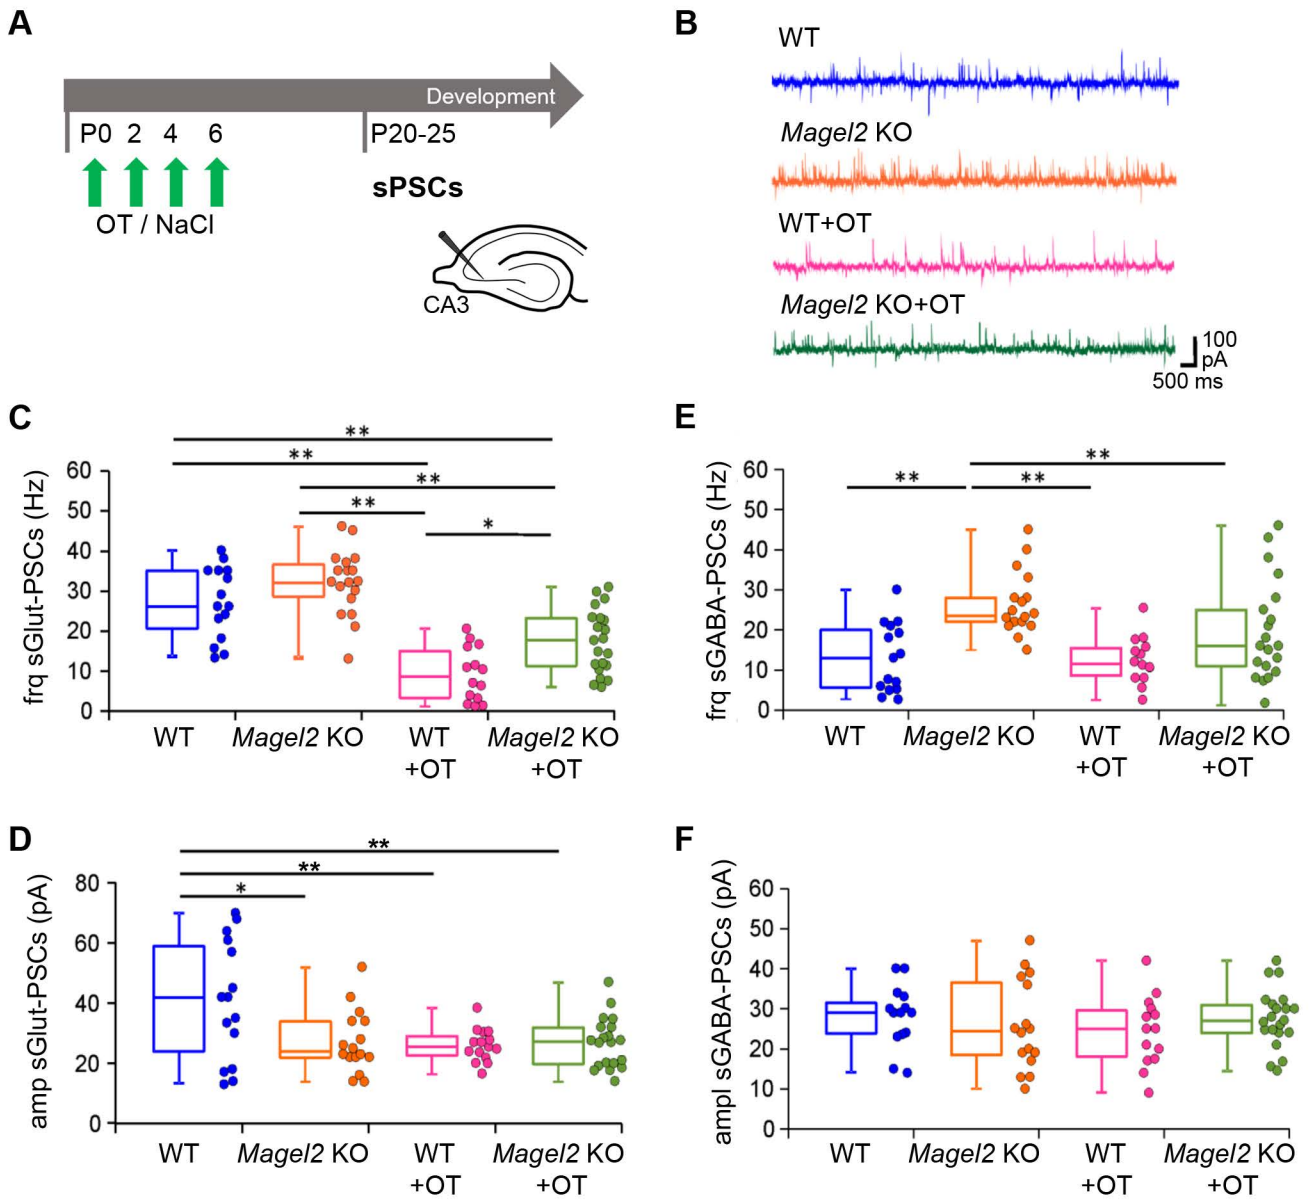 A
Development
P0 2 4 6
P20-25
OT / NaCl
sPSCs
CA3
B
WT
Magel2 KO
WT+OT
Magel2 KO+OT
100
pA
500 ms
C
frq sGlut-PSCs (Hz)
60
50
40
30
20
10
0
**
**
**
**
*
WT Magel2 KO WT Magel2 KO
+OT +OT
E
frq sGABA-PSCs (Hz)
60
50
40
30
20
10
0
**
** **
WT Magel2 KO WT Magel2 KO
+OT +OT
D
amp sGlut-PSCs (pA)
80
60
40
20
0
**
**
*
WT Magel2 KO WT Magel2 KO
+OT +OT
F
ampl sGABA-PSCs (pA)
60
50
40
30
20
10
0
WT Magel2 KO WT Magel2 KO
+OT +OT